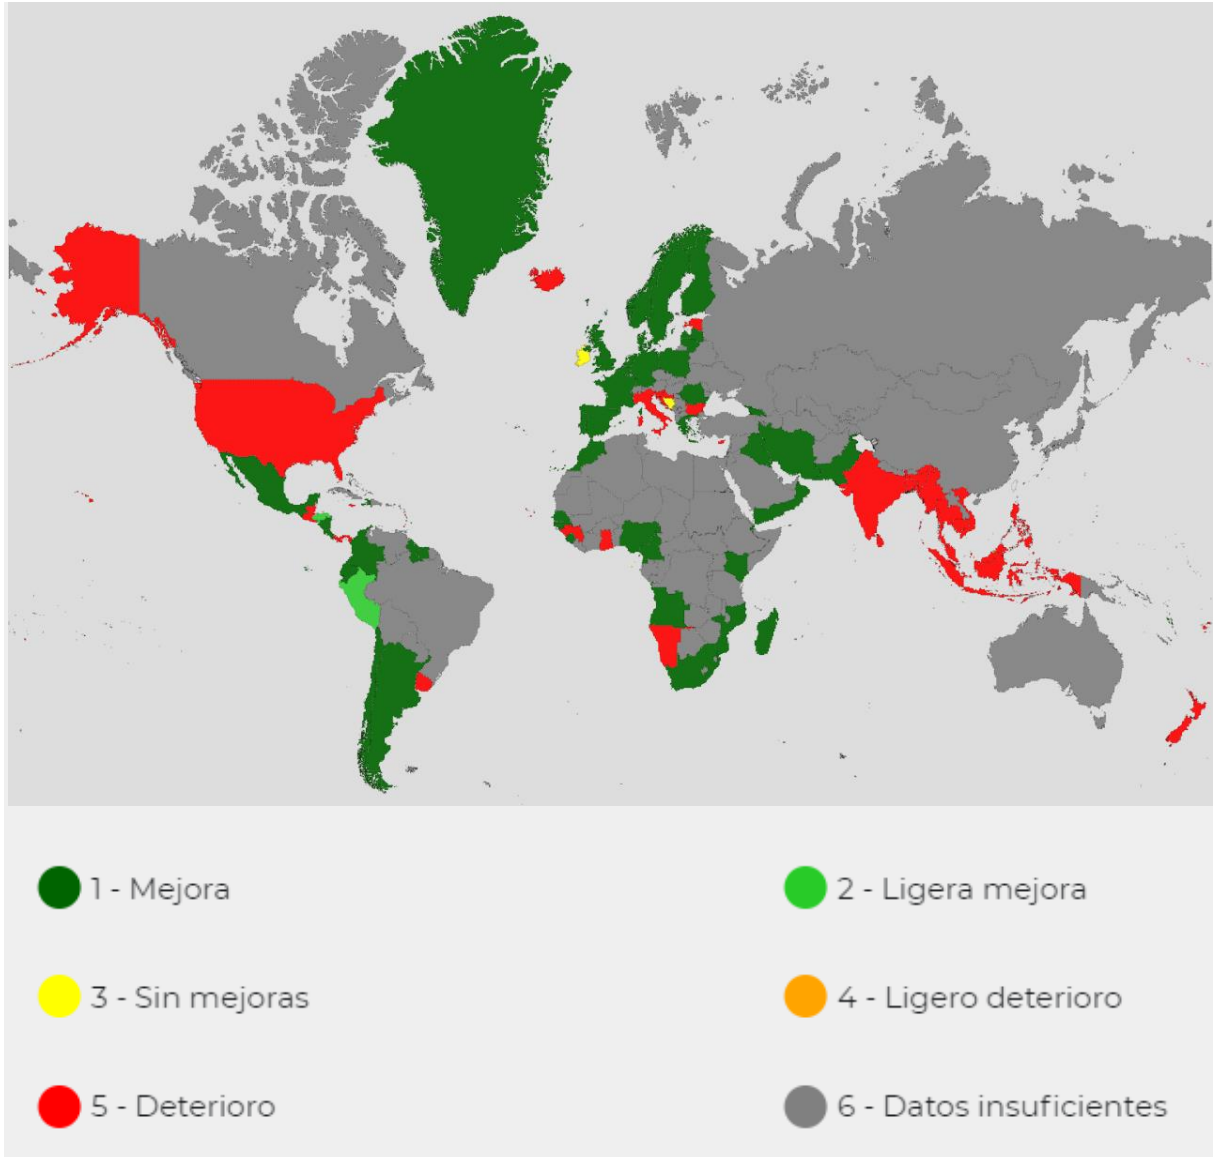 1 - Mejora
2 - Ligera mejora
3 - Sin mejoras
4 - Ligero deterioro
5 - Deterioro
6 - Datos insuficientes